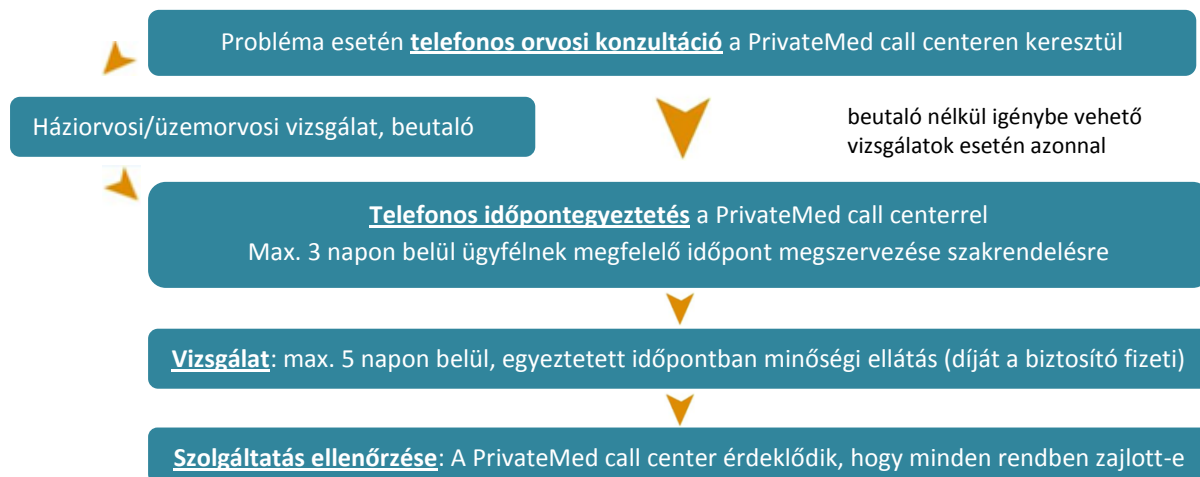 Probléma esetén telefonos orvosi konzultáció a PrivateMed call centeren keresztül
Háziorvosi/üzemorvosi vizsgálat, beutaló
beutaló nélkül igénybe vehető
vizsgálatok esetén azonnal
Telefonos időpontegyeztetés a PrivateMed call centerrel
Max. 3 napon belül ügyfélnek megfelelő időpont megszervezése szakrendelésre
Vizsgálat: max. 5 napon belül, egyeztetett időpontban minőségi ellátás (díját a biztosító fizeti)
Szolgáltatás ellenőrzése: A PrivateMed call center érdeklődik, hogy minden rendben zajlott-e